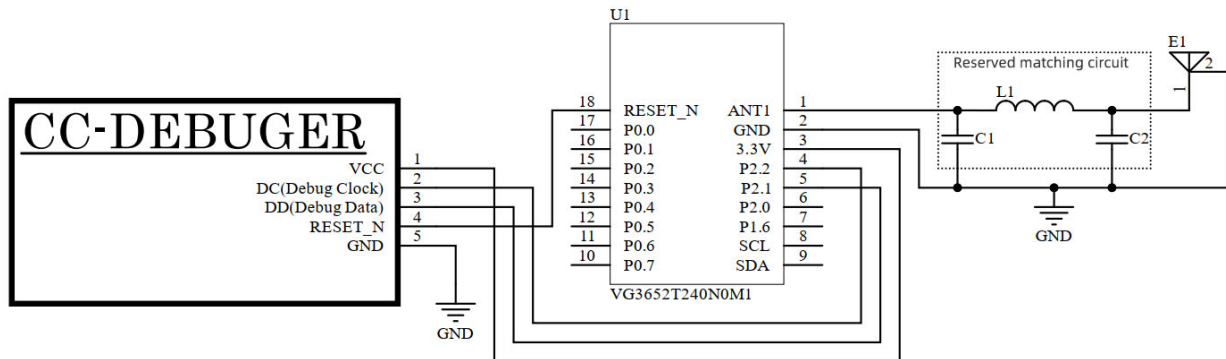 U1
E1
Reserved matching circuit
2
L1
1
18 RESET_N ANT1 1
17 P0.0 GND 2
16 P0.1 3.3V 3
15 P0.2 P2.2 4
14 P0.3 P2.1 5
13 P0.4 P2.0 6
12 P0.5 P1.6 7
11 P0.6 SCL 8
10 P0.7 SDA 9
VG3652T240N0M1
C1
C2
GND
CC-DEBUGER
VCC 1
DC(Debug Clock) 2
DD(Debug Data) 3
RESET_N 4
GND 5
GND